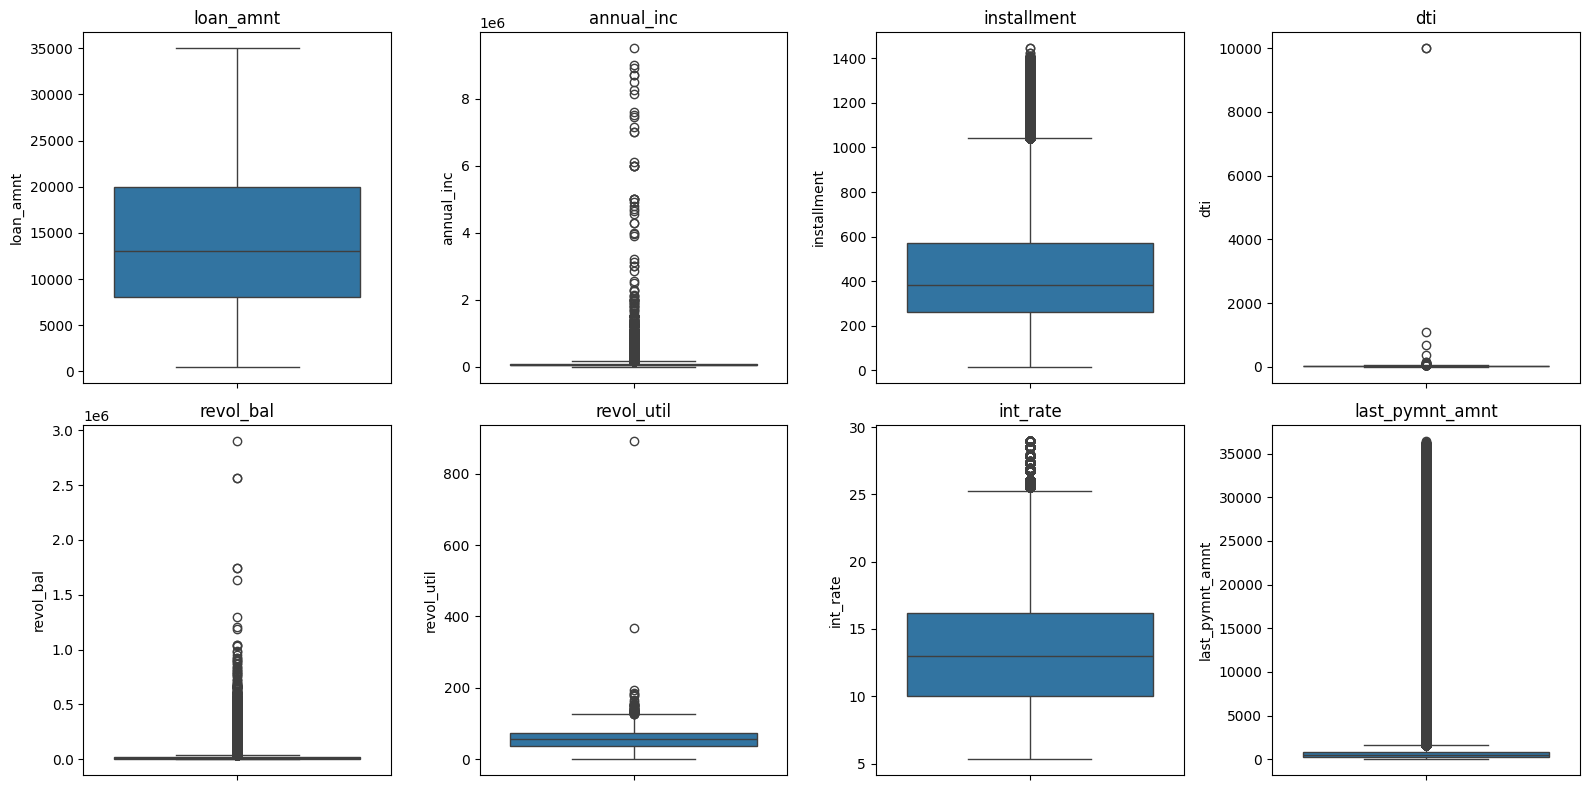 loan_amnt
35000
30000
25000
20000
15000
10000
5000
0
loan_amnt
annual_inc
1e6
8
6
4
2
0
annual_inc
installment
1400
1200
1000
800
600
400
200
0
installment
dti
10000
8000
6000
4000
2000
0
dti
revol_bal
1e6
3.0
2.5
2.0
1.5
1.0
0.5
0.0
revol_bal
revol_util
800
600
400
200
0
revol_util
int_rate
30
25
20
15
10
5
int_rate
last_pymnt_amnt
35000
30000
25000
20000
15000
10000
5000
0
last_pymnt_amnt